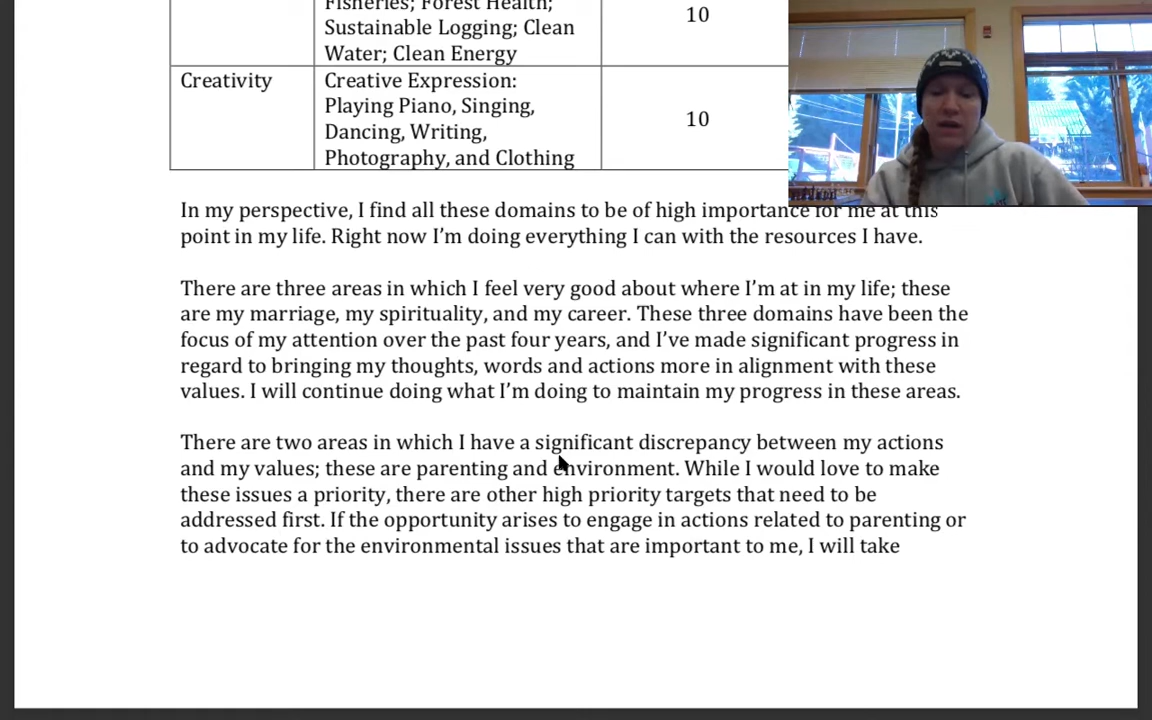 Fisheries; Forest Health;
Sustainable Logging; Clean
Water; Clean Energy
10
Creativity
Creative Expression:
Playing Piano, Singing,
Dancing, Writing,
Photography, and Clothing
10
In my perspective, I find all these domains to be of high importance for me at this
point in my life. Right now I’m doing everything I can with the resources I have.
There are three areas in which I feel very good about where I’m at in my life; these
are my marriage, my spirituality, and my career. These three domains have been the
focus of my attention over the past four years, and I’ve made significant progress in
regard to bringing my thoughts, words and actions more in alignment with these
values. I will continue doing what I’m doing to maintain my progress in these areas.
There are two areas in which I have a significant discrepancy between my actions
and my values; these are parenting and environment. While I would love to make
these issues a priority, there are other high priority targets that need to be
addressed first. If the opportunity arises to engage in actions related to parenting or
to advocate for the environmental issues that are important to me, I will take